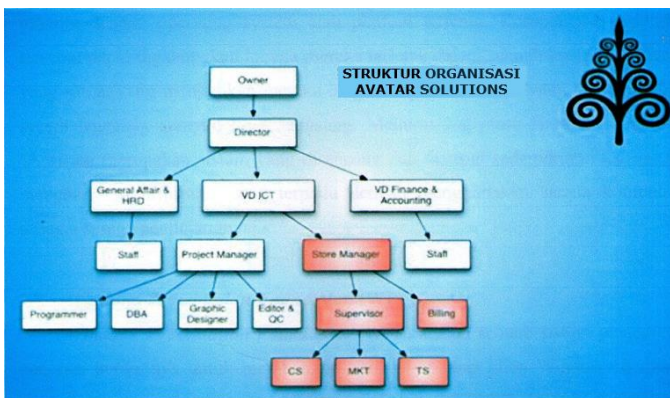 STRUKTUR ORGANISASI
AVATAR SOLUTIONS
Owner
Director
General Affair &
HRD
VD JCT
VD Finance &
Accounting
Staff
Project Manager
Store Manager
Staff
Programmer
DBA
Graphic
Designer
Editor &
QC
Supervisor
Billing
CS
MKT
TS